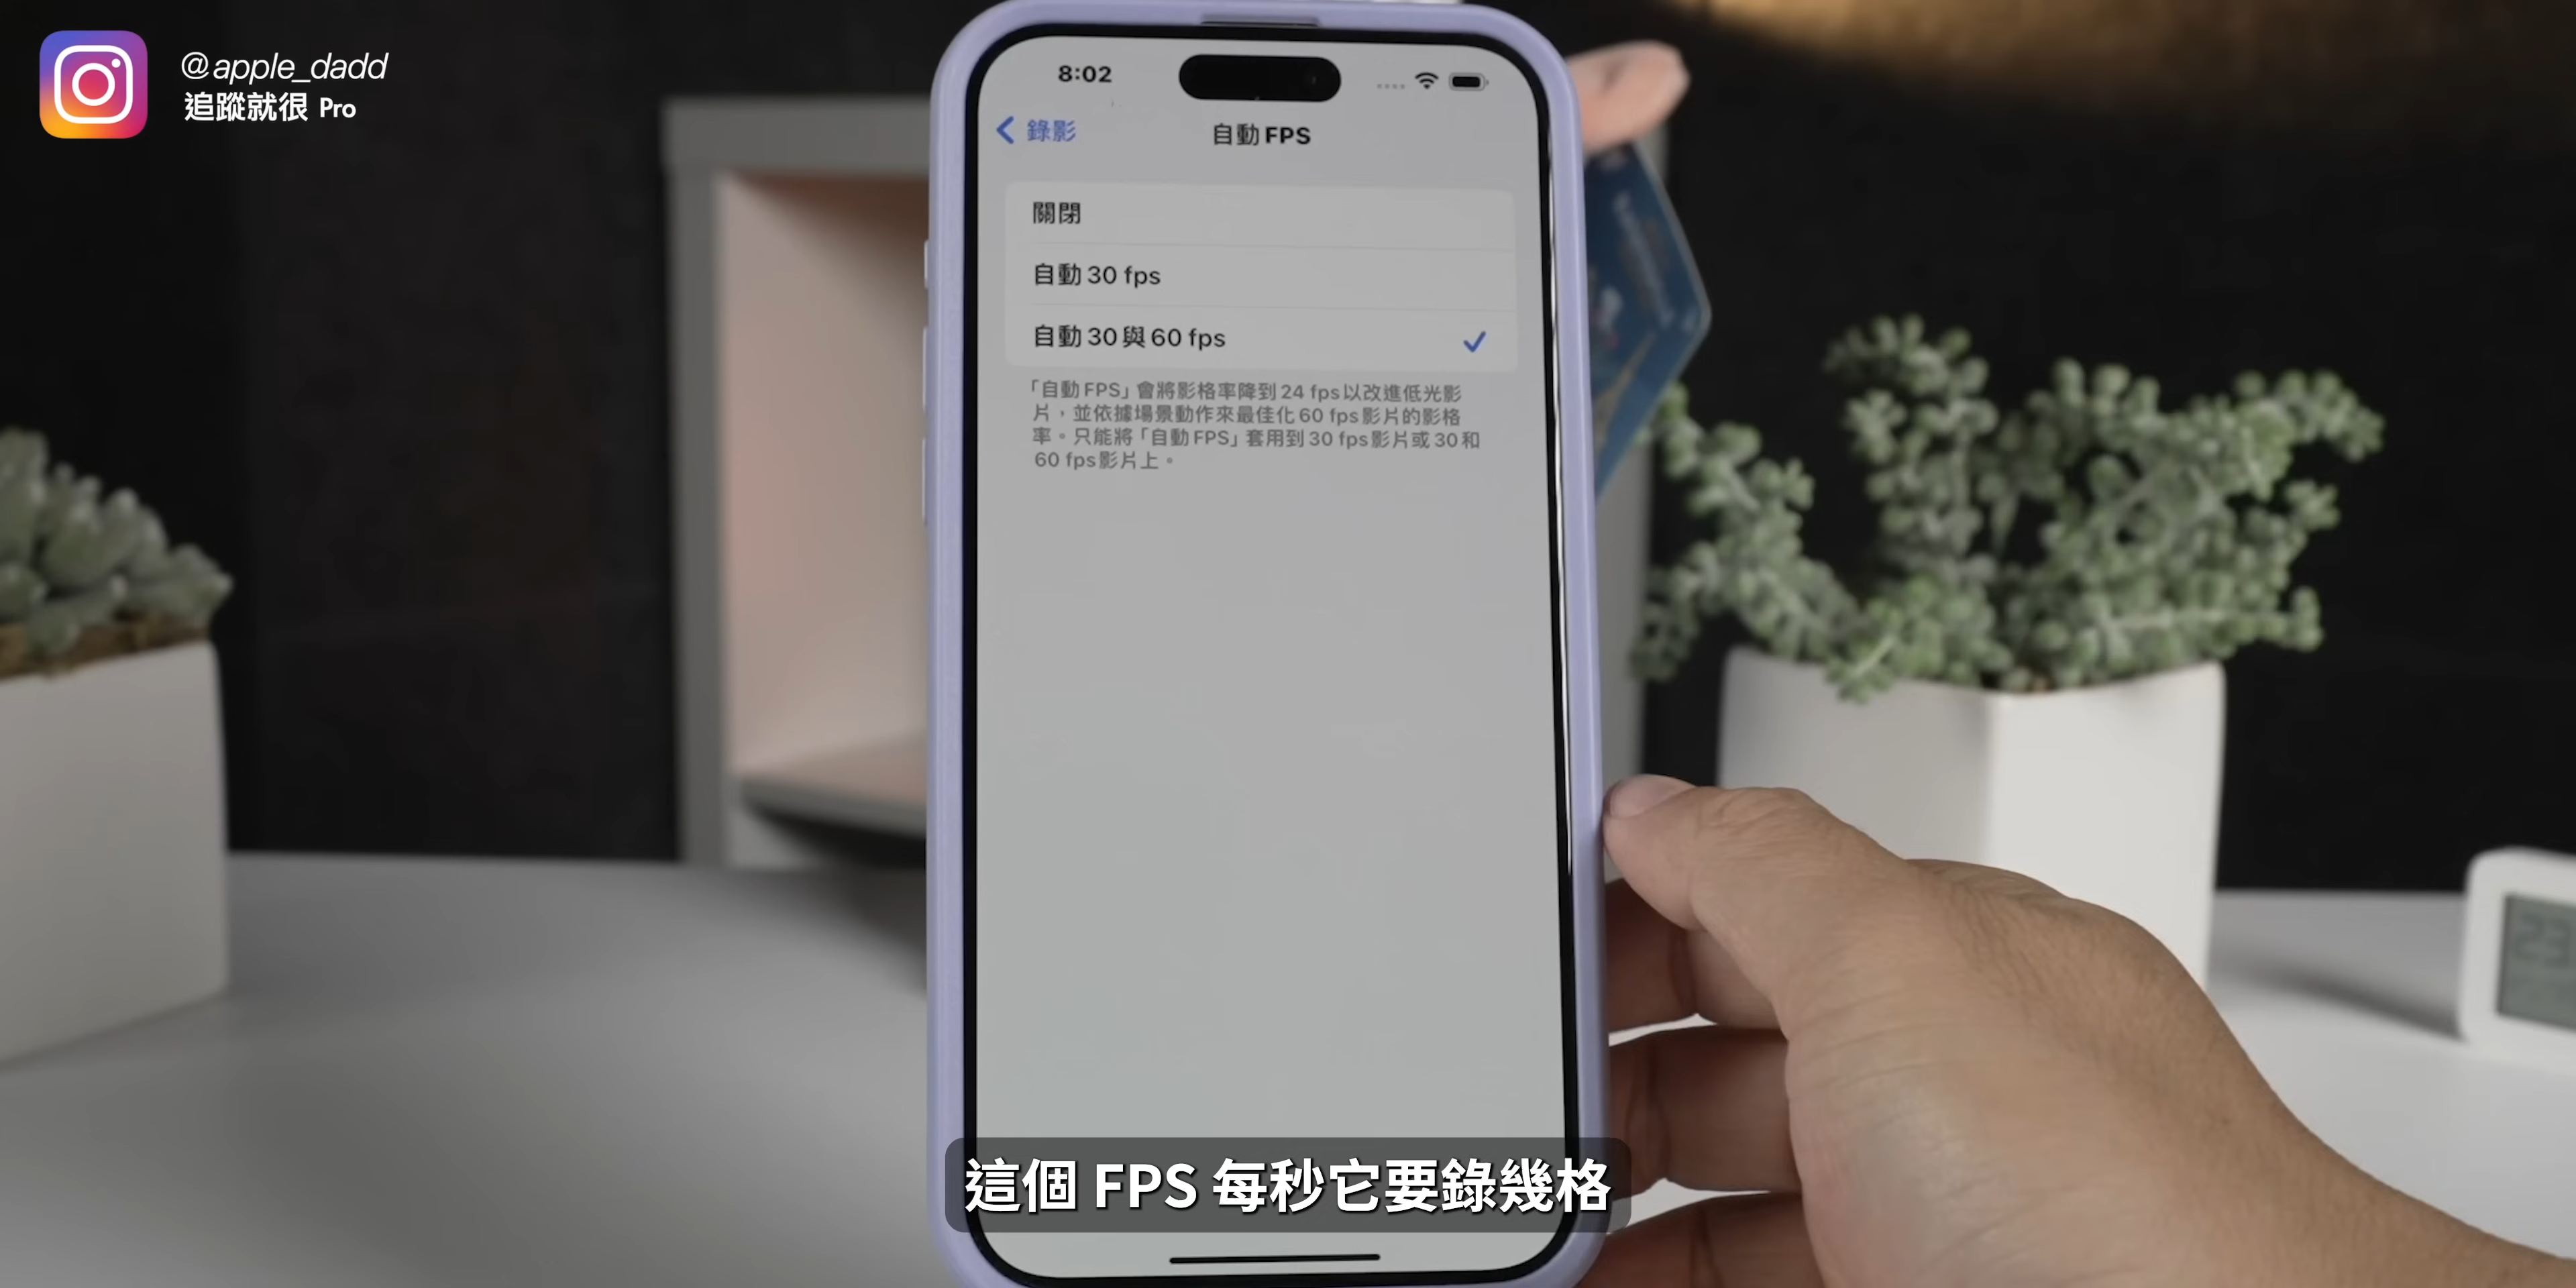 @apple_dadd
追蹤就很 Pro
8:02
錄影
自動 FPS
關閉
自動 30 fps
自動 30 與 60 fps
「自動 FPS」會將影格率降到 24 fps 以改進低光影
片，並依據場景動作來最佳化 60 fps 影片的影格
率。只能將「自動 FPS」套用到 30 fps 影片或 30 和
60 fps 影片上。
23
這個 FPS 每秒它要錄幾格